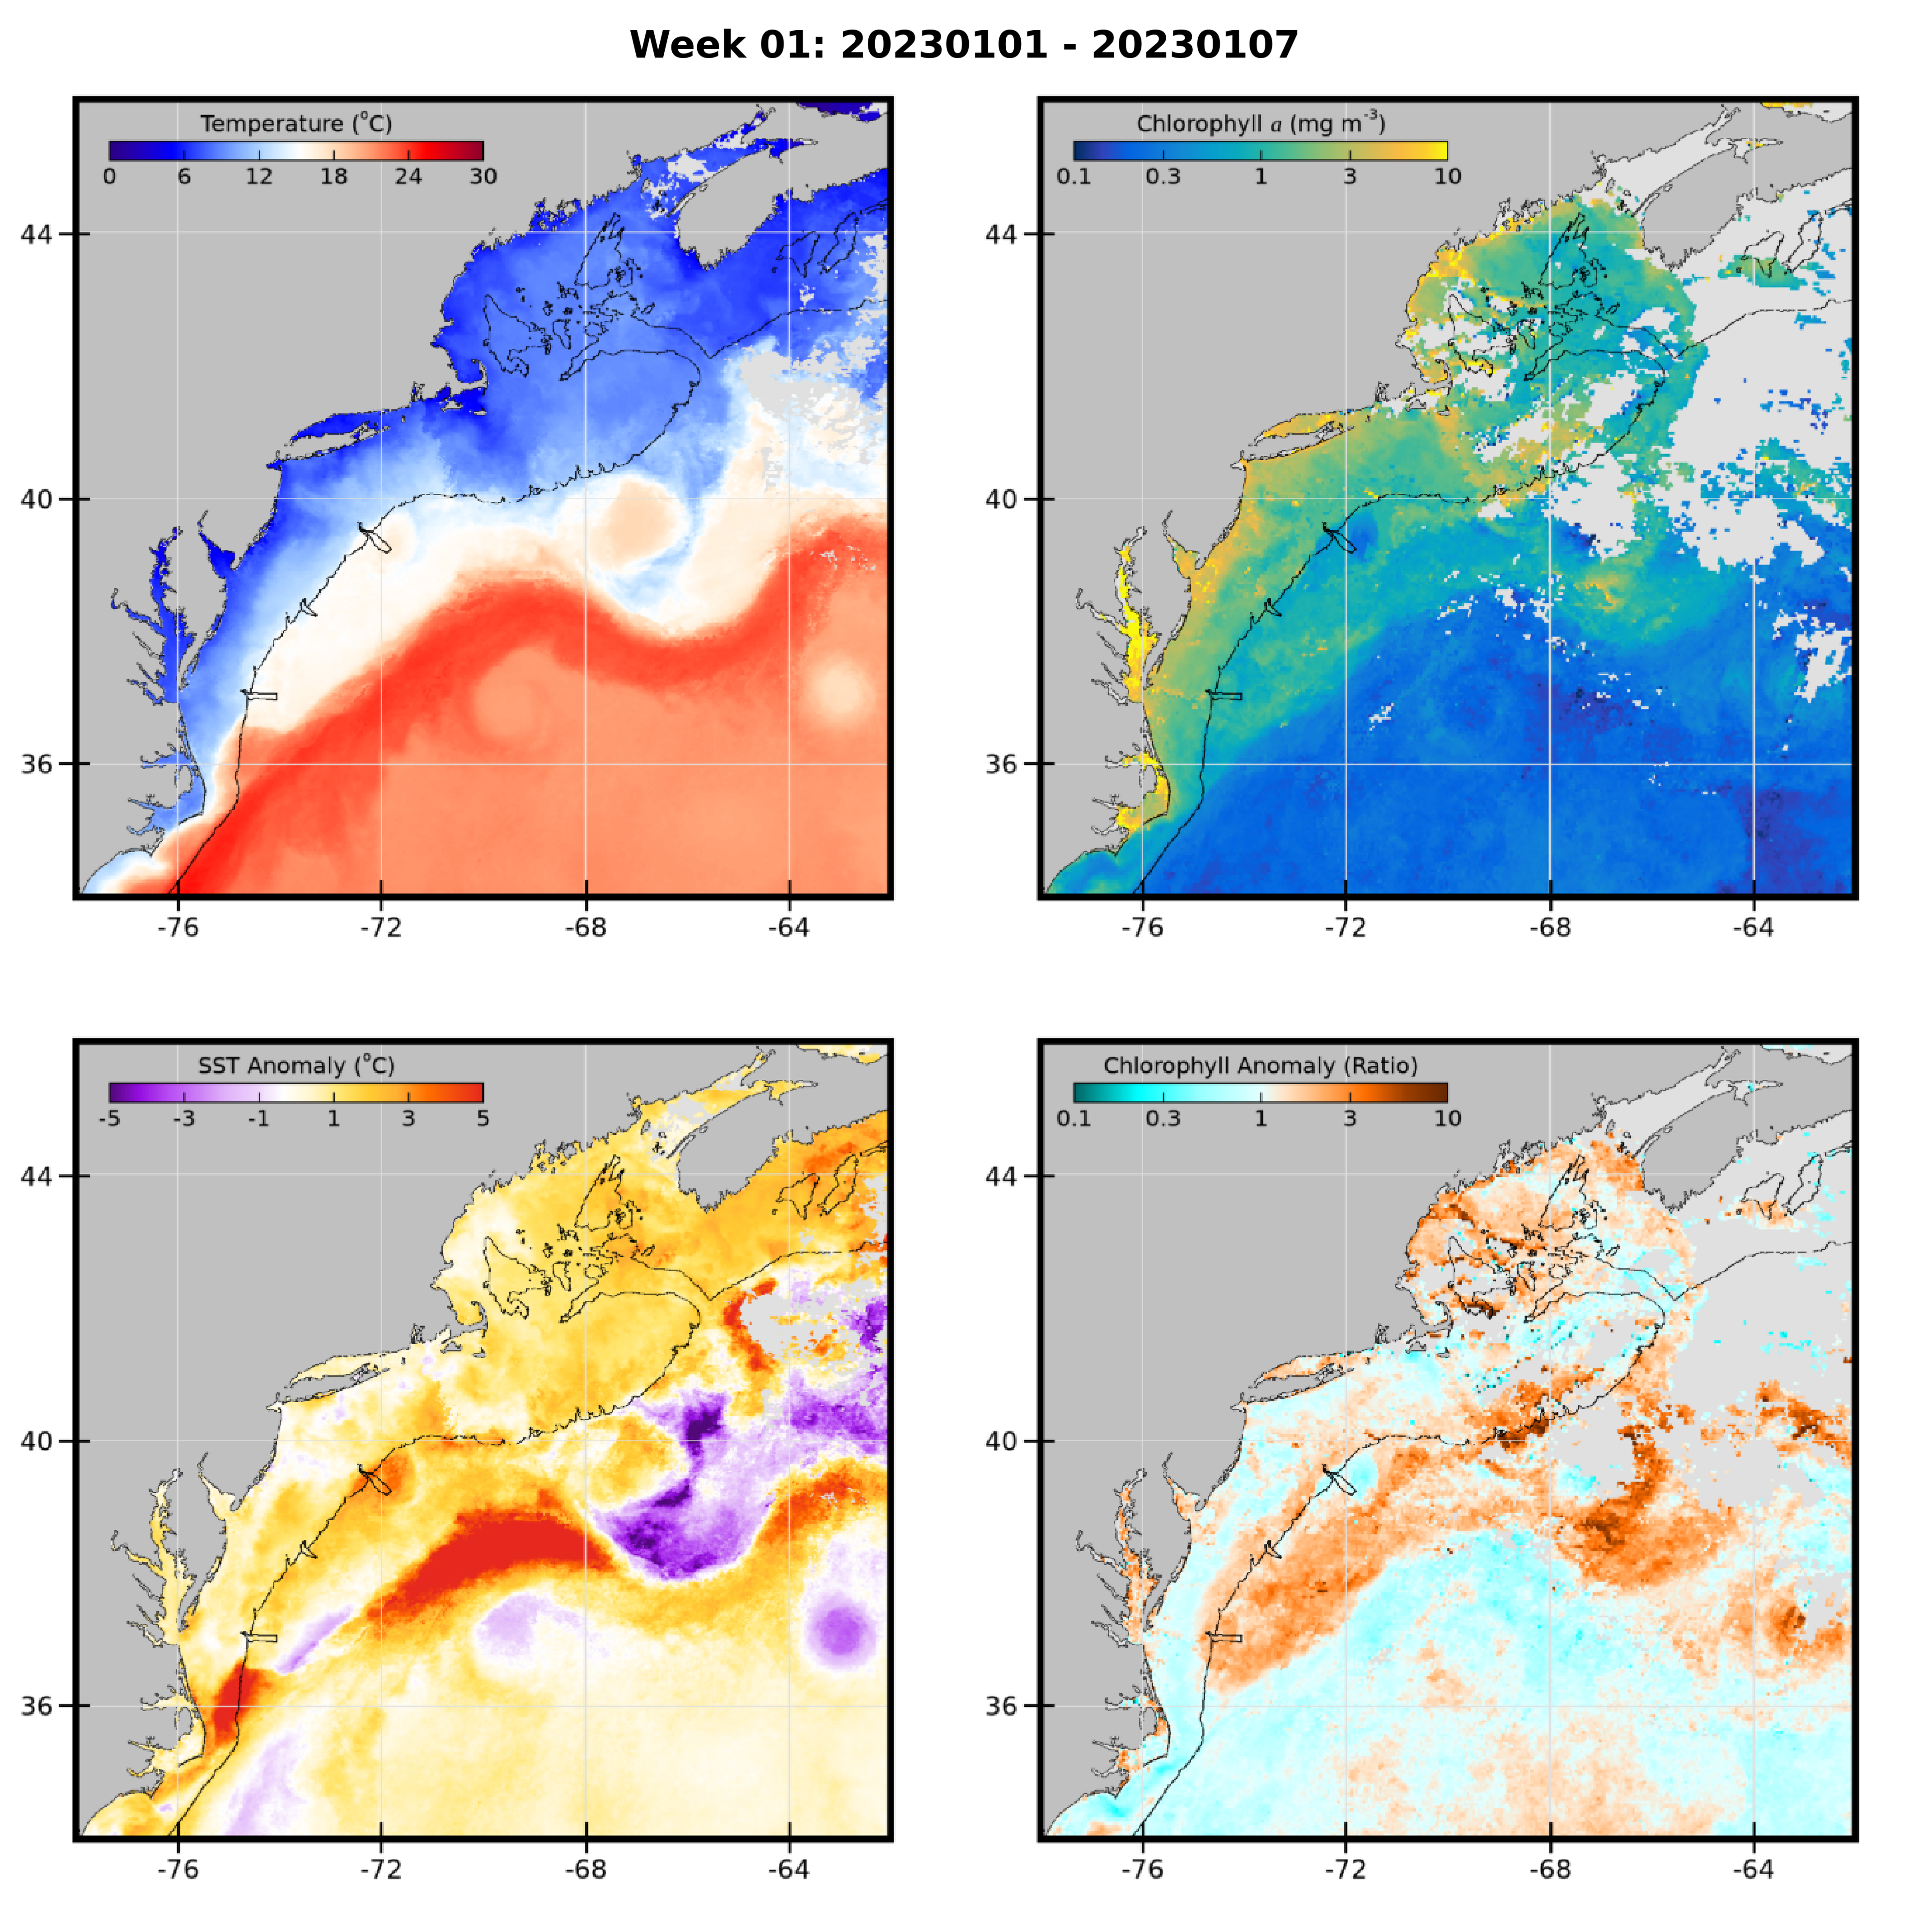 Week 01: 20230101 - 20230107
Temperature (°C)
0 6 12 18 24 30
44
40
36
-76 -72 -68 -64
Chlorophyll a (mg m⁻³)
0.1 0.3 1 3 10
44
40
36
-76 -72 -68 -64
SST Anomaly (°C)
-5 -3 -1 1 3 5
44
40
36
-76 -72 -68 -64
Chlorophyll Anomaly (Ratio)
0.1 0.3 1 3 10
44
40
36
-76 -72 -68 -64